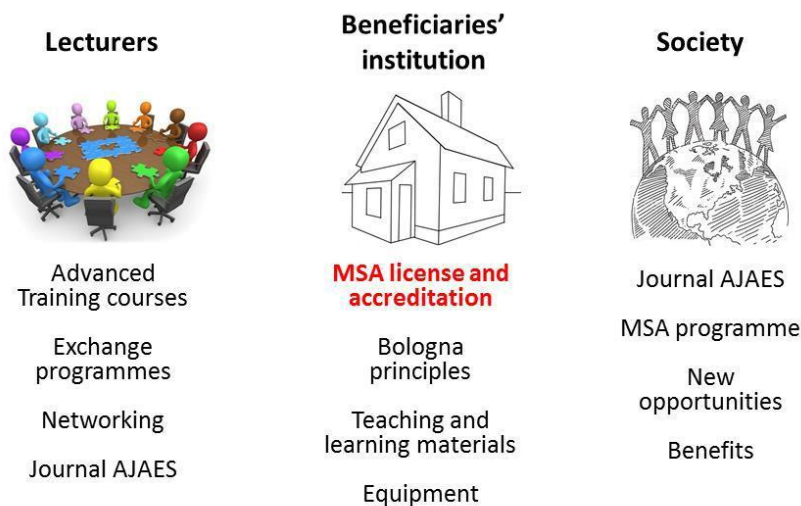 Lecturers
Advanced
Training courses
Exchange
programmes
Networking
Journal AJAES
Beneficiaries’
institution
MSA license and
accreditation
Bologna
principles
Teaching and
learning materials
Equipment
Society
Journal AJAES
MSA programme
New
opportunities
Benefits